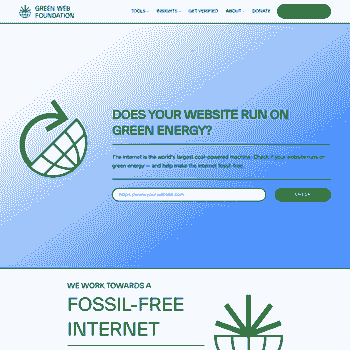 GREEN WEB
FOUNDATION
TOOLS
INSIGHTS
GET VERIFIED
ABOUT
DONATE
DOES YOUR WEBSITE RUN ON
GREEN ENERGY?
The internet is the world's largest coal-powered machine. Check if your website runs on
green energy — and help make the internet fossil-free.
https://www.yourwebsite.com
CHECK
WE WORK TOWARDS A
FOSSIL-FREE
INTERNET